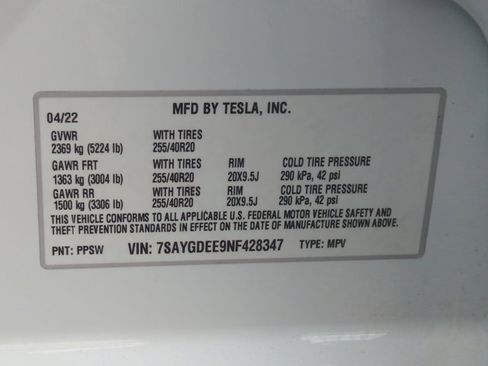 MFD BY TESLA, INC.
04/22
GVWR WITH TIRES
2369 kg (5224 lb) 255/40R20
GAWR FRT WITH TIRES RIM COLD TIRE PRESSURE
1363 kg (3004 lb) 255/40R20 20X9.5J 290 kPa, 42 psi
GAWR RR WITH TIRES RIM COLD TIRE PRESSURE
1500 kg (3306 lb) 255/40R20 20X9.5J 290 kPa, 42 psi
THIS VEHICLE CONFORMS TO ALL APPLICABLE U.S. FEDERAL MOTOR VEHICLE SAFETY AND
THEFT PREVENTION STANDARDS IN EFFECT ON THE DATE OF MANUFACTURE SHOWN ABOVE.
PNT: PPSW VIN: 7SAYGDEE9NF428347 TYPE: MPV